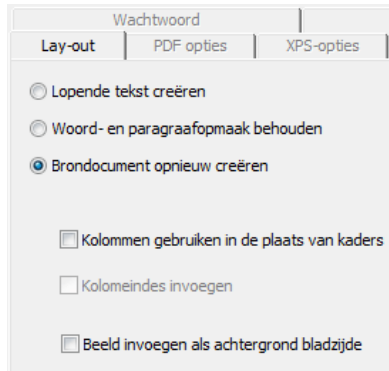 Wachtwoord
Lay-out PDF opties XPS-opties
Lopende tekst creëren
Woord- en paragraafopmaak behouden
Brondocument opnieuw creëren
Kolommen gebruiken in de plaats van kaders
Kolomeindes invoegen
Beeld invoegen als achtergrond bladzijde